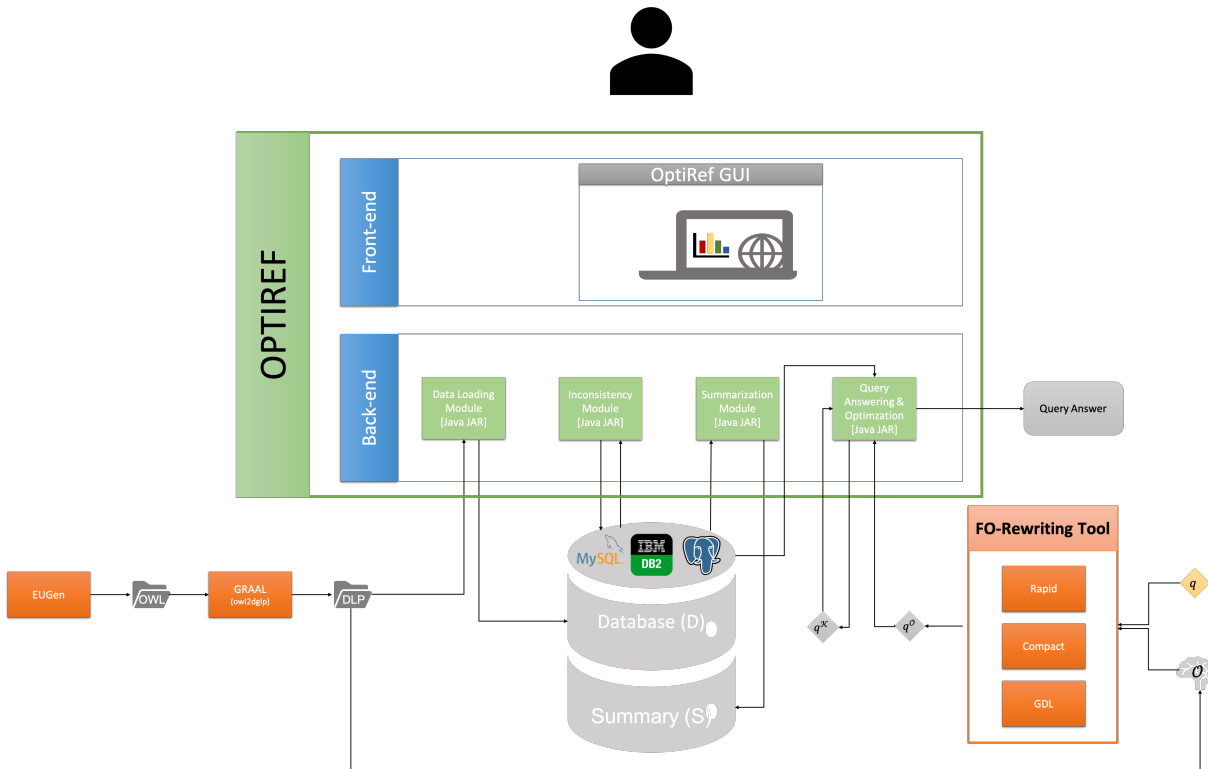 OPTIREF
Front-end
OptiRef GUI
Back-end
Data Loading
Module
[Java JAR]
Inconsistency
Module
[Java JAR]
Summarization
Module
[Java JAR]
Query
Answering &
Optimzation
[Java JAR]
Query Answer
MySQL
IBM
DB2
Database (D)
Summary (S)
EUGen
OWL
GRAAL
(owl2dglp)
DLP
q^𝒦
q^𝒪
FO-Rewriting Tool
Rapid
Compact
GDL
q
𝒪